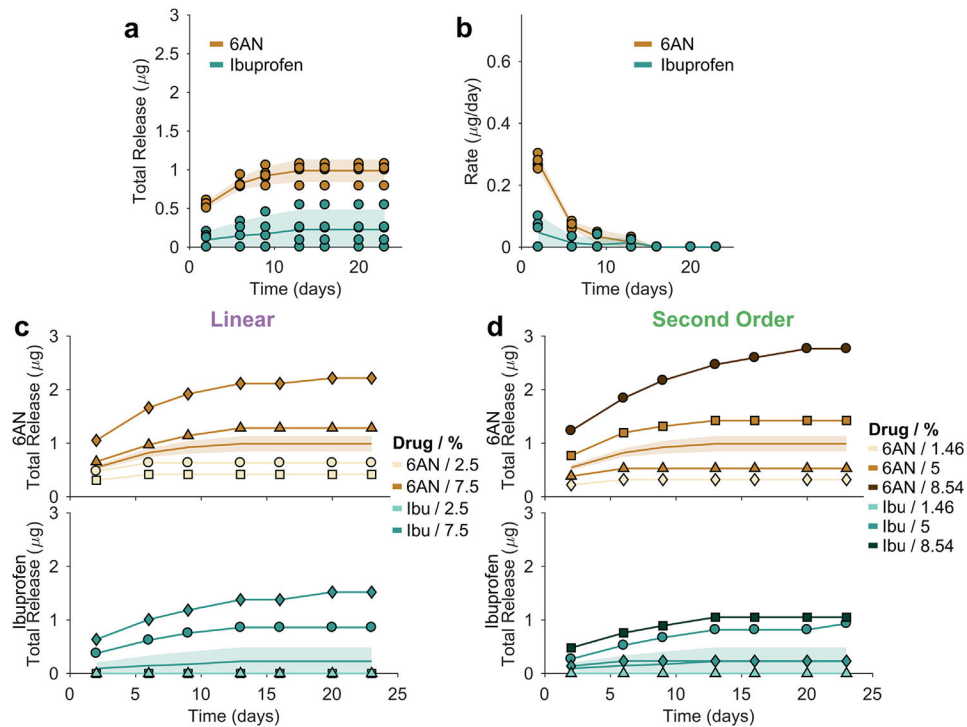 a
6AN
Ibuprofen
Total Release (μg)
3
2.5
2
1.5
1
0.5
0
0 10 20
Time (days)
b
6AN
Ibuprofen
Rate (μg/day)
0.6
0.4
0.2
0
0 10 20
Time (days)
c
Linear
6AN
Total Release (μg)
3
2
1
0
Drug / %
6AN / 2.5
6AN / 7.5
Ibu / 2.5
Ibu / 7.5
Ibuprofen
Total Release (μg)
3
2
1
0
0 5 10 15 20 25
Time (days)
d
Second Order
6AN
Total Release (μg)
3
2
1
0
Drug / %
6AN / 1.46
6AN / 5
6AN / 8.54
Ibu / 1.46
Ibu / 5
Ibu / 8.54
Ibuprofen
Total Release (μg)
3
2
1
0
0 5 10 15 20 25
Time (days)